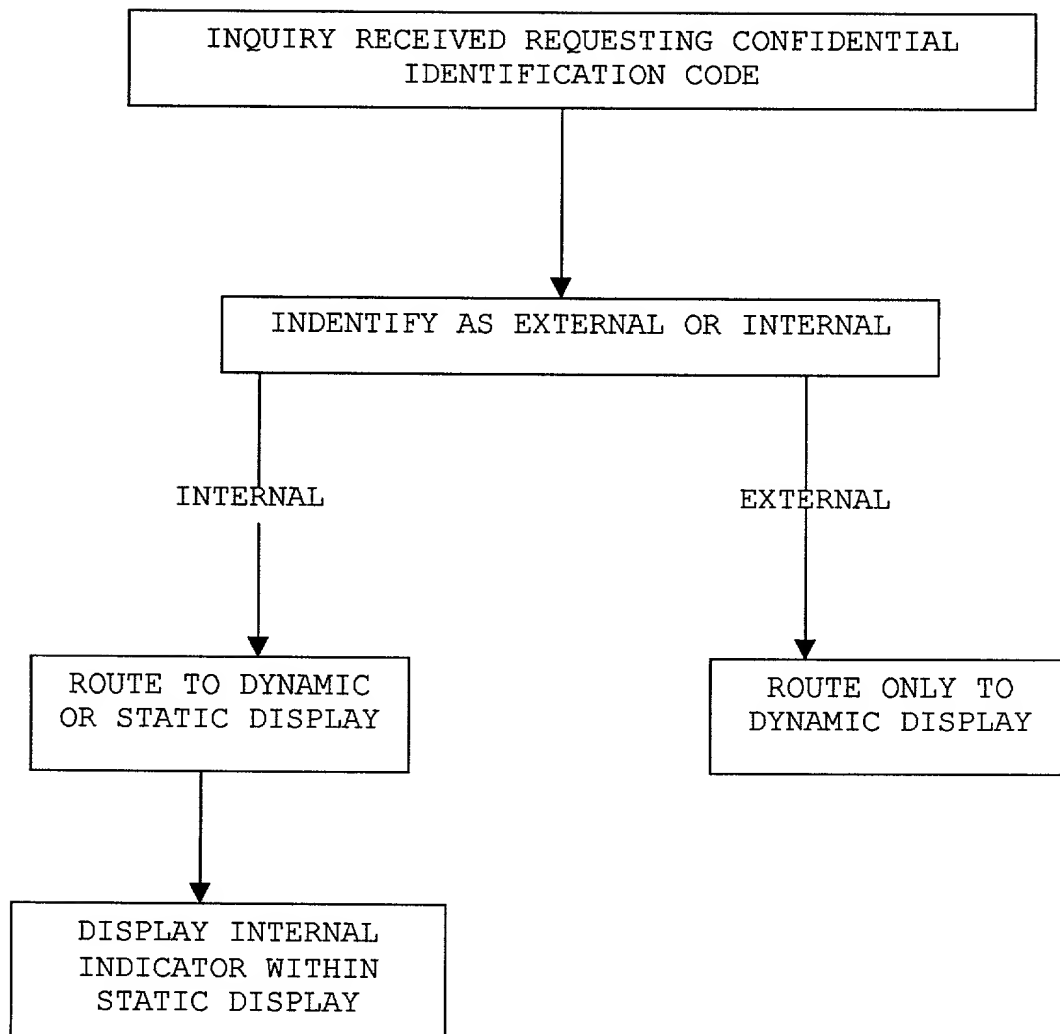 INQUIRY RECEIVED REQUESTING CONFIDENTIAL
IDENTIFICATION CODE
INDENTIFY AS EXTERNAL OR INTERNAL
INTERNAL
EXTERNAL
ROUTE TO DYNAMIC
OR STATIC DISPLAY
ROUTE ONLY TO
DYNAMIC DISPLAY
DISPLAY INTERNAL
INDICATOR WITHIN
STATIC DISPLAY